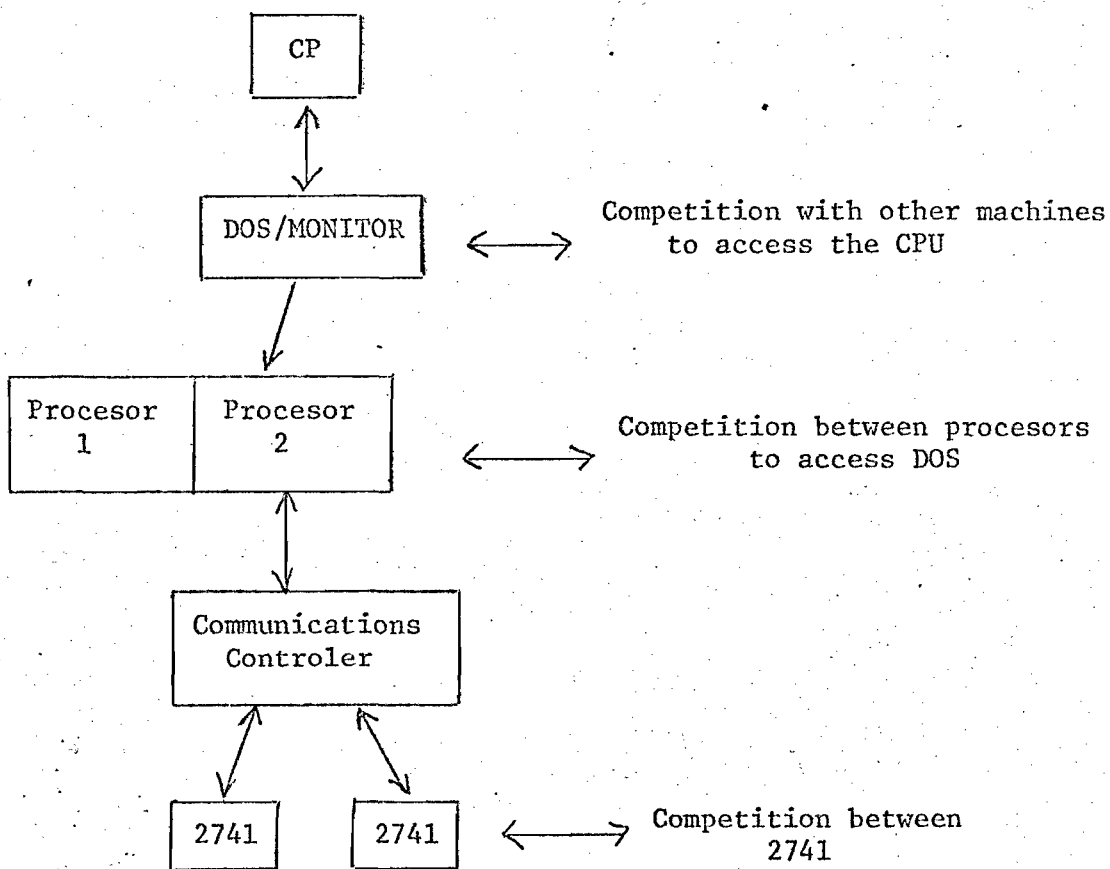 CP
DOS/MONITOR
Competition with other machines
to access the CPU
Procesor
1
Procesor
2
Competition between procesors
to access DOS
Communications
Controler
2741
2741
Competition between
2741